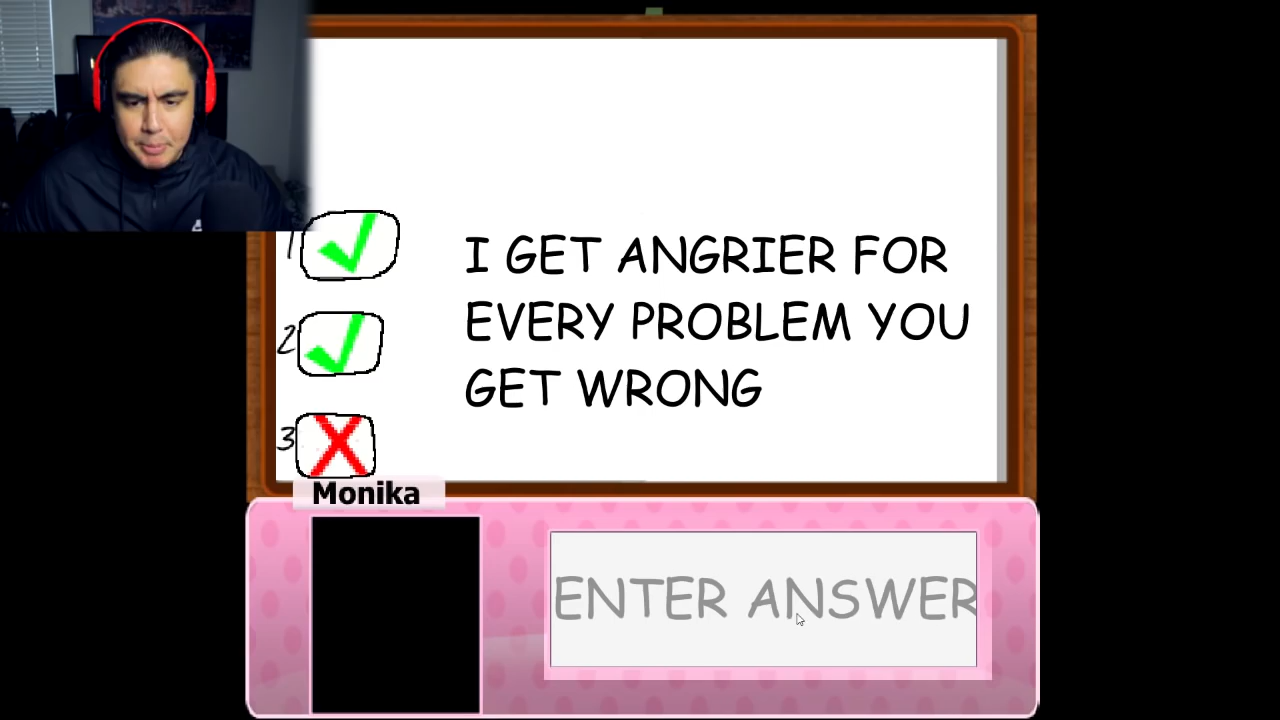 1
I GET ANGRIER FOR
EVERY PROBLEM YOU
2
GET WRONG
3
Monika
ENTER ANSWER